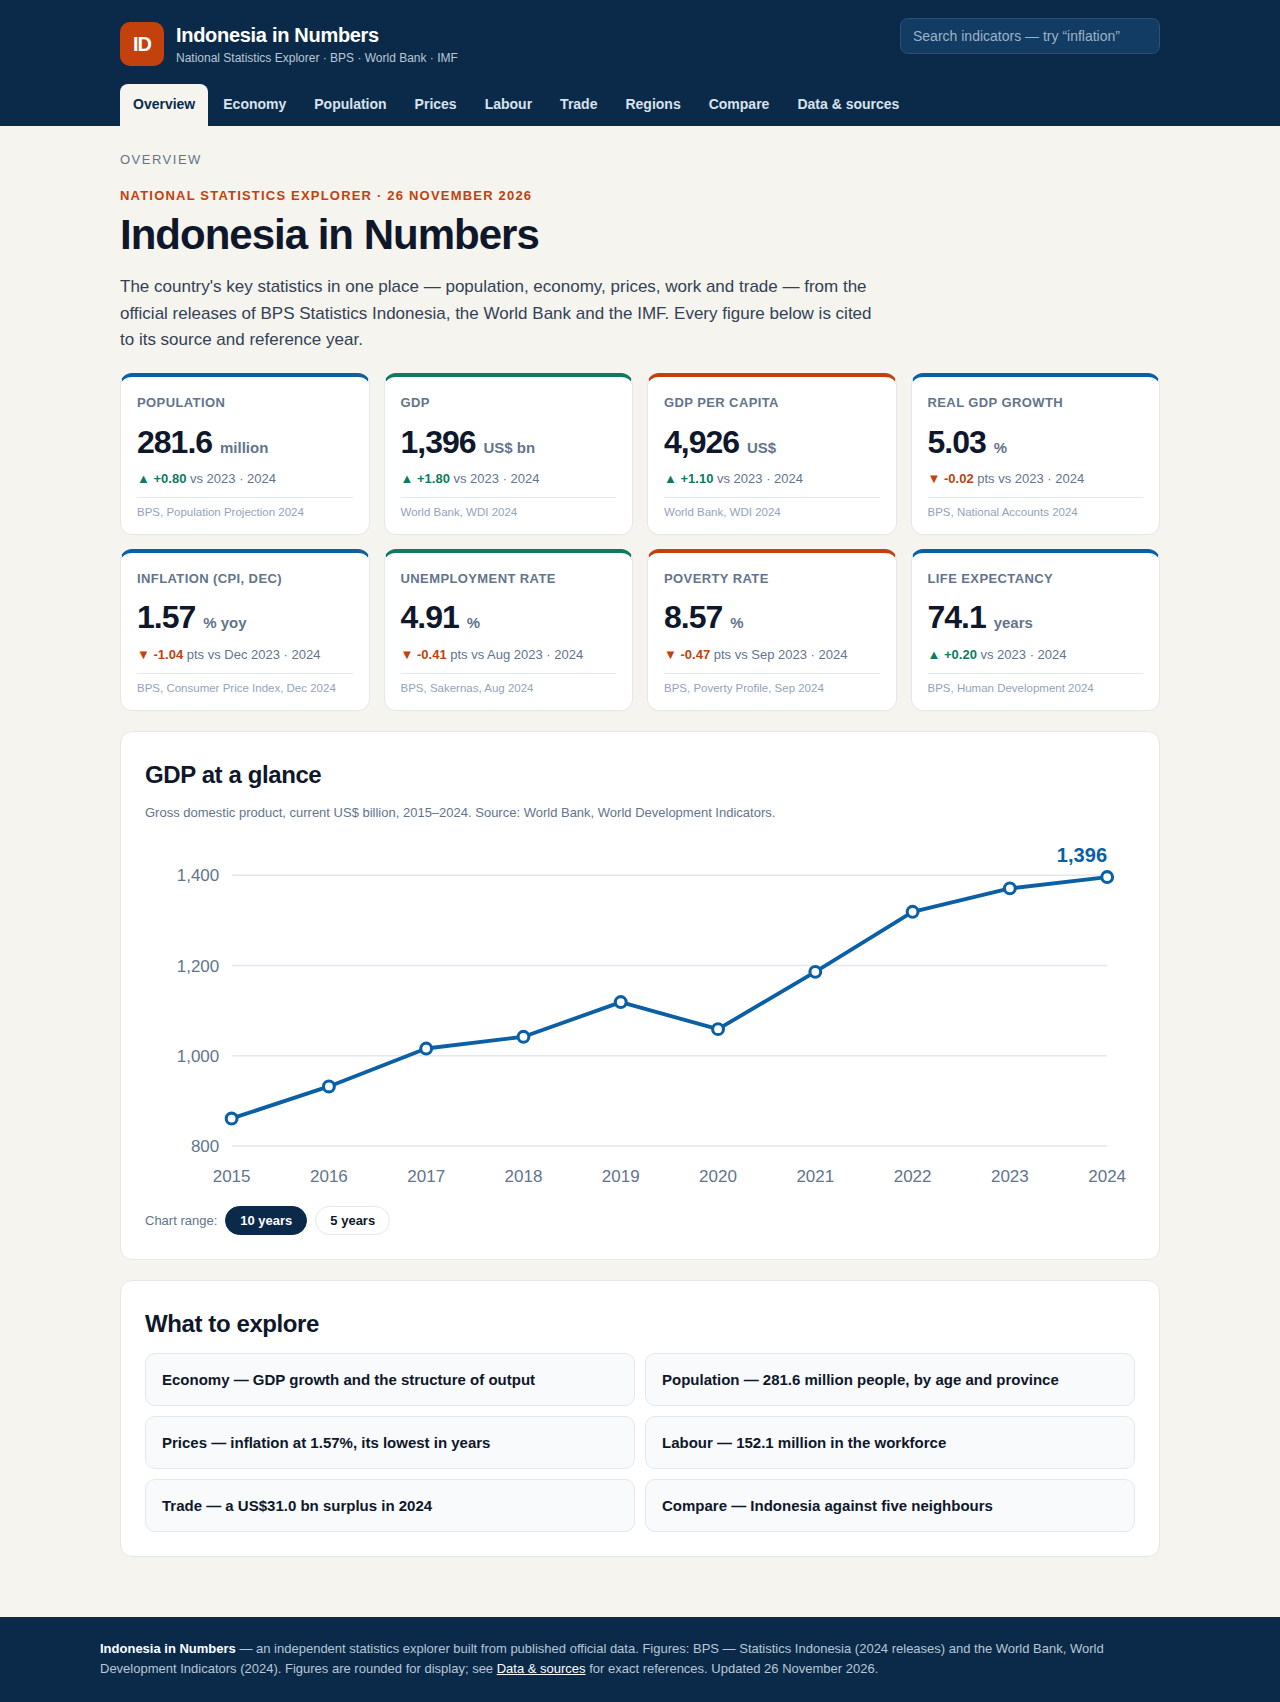 ID
Indonesia in Numbers
National Statistics Explorer · BPS · World Bank · IMF
Search indicators — try “inflation”
Overview Economy Population Prices Labour Trade Regions Compare Data & sources
OVERVIEW
NATIONAL STATISTICS EXPLORER · 26 NOVEMBER 2026
Indonesia in Numbers
The country's key statistics in one place — population, economy, prices, work and trade — from the
official releases of BPS Statistics Indonesia, the World Bank and the IMF. Every figure below is cited
to its source and reference year.
POPULATION
281.6 million
▲ +0.80 vs 2023 · 2024
BPS, Population Projection 2024
GDP
1,396 US$ bn
▲ +1.80 vs 2023 · 2024
World Bank, WDI 2024
GDP PER CAPITA
4,926 US$
▲ +1.10 vs 2023 · 2024
World Bank, WDI 2024
REAL GDP GROWTH
5.03 %
▼ -0.02 pts vs 2023 · 2024
BPS, National Accounts 2024
INFLATION (CPI, DEC)
1.57 % yoy
▼ -1.04 pts vs Dec 2023 · 2024
BPS, Consumer Price Index, Dec 2024
UNEMPLOYMENT RATE
4.91 %
▼ -0.41 pts vs Aug 2023 · 2024
BPS, Sakernas, Aug 2024
POVERTY RATE
8.57 %
▼ -0.47 pts vs Sep 2023 · 2024
BPS, Poverty Profile, Sep 2024
LIFE EXPECTANCY
74.1 years
▲ +0.20 vs 2023 · 2024
BPS, Human Development 2024
GDP at a glance
Gross domestic product, current US$ billion, 2015–2024. Source: World Bank, World Development Indicators.
1,396
1,400
1,200
1,000
800
2015 2016 2017 2018 2019 2020 2021 2022 2023 2024
Chart range: 10 years 5 years
What to explore
Economy — GDP growth and the structure of output
Population — 281.6 million people, by age and province
Prices — inflation at 1.57%, its lowest in years
Labour — 152.1 million in the workforce
Trade — a US$31.0 bn surplus in 2024
Compare — Indonesia against five neighbours
Indonesia in Numbers — an independent statistics explorer built from published official data. Figures: BPS — Statistics Indonesia (2024 releases) and the World Bank, World
Development Indicators (2024). Figures are rounded for display; see Data & sources for exact references. Updated 26 November 2026.